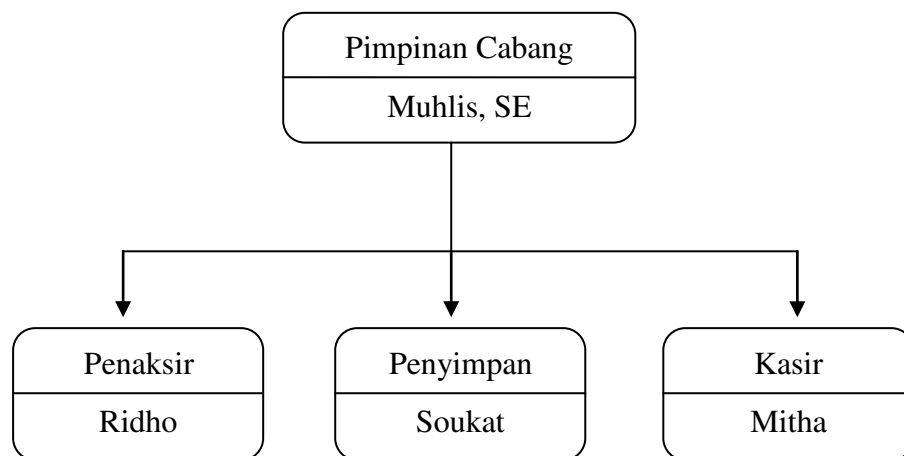 Pimpinan Cabang
Muhlis, SE
Penaksir
Ridho
Penyimpan
Soukat
Kasir
Mitha